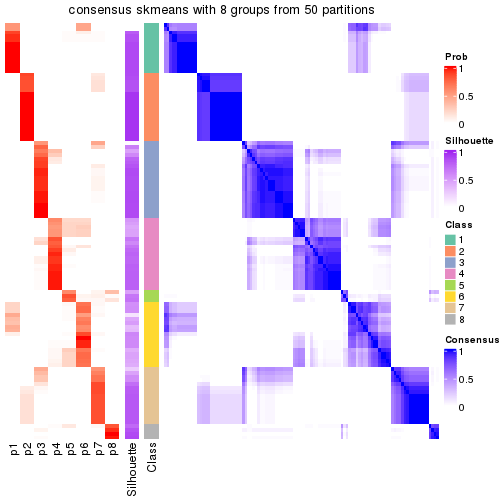 consensus skmeans with 8 groups from 50 partitions
Prob
1
0.5
0
Silhouette
1
0.5
0
Class
1
2
3
4
5
6
7
8
Consensus
1
0.5
0
p1
p2
p3
p4
p5
p6
p7
p8
Silhouette
Class